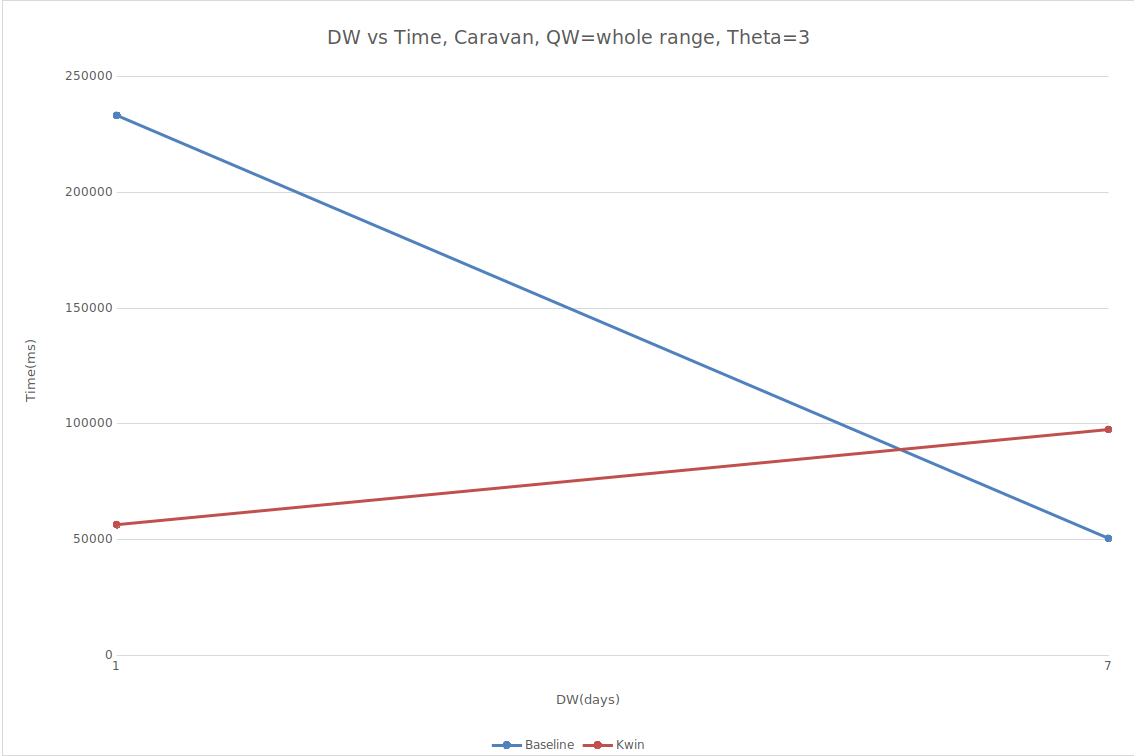 DW vs Time, Caravan, QW=whole range, Theta=3
250000
200000
150000
100000
50000
0
Time(ms)
1
7
DW(days)
Baseline
Kwin